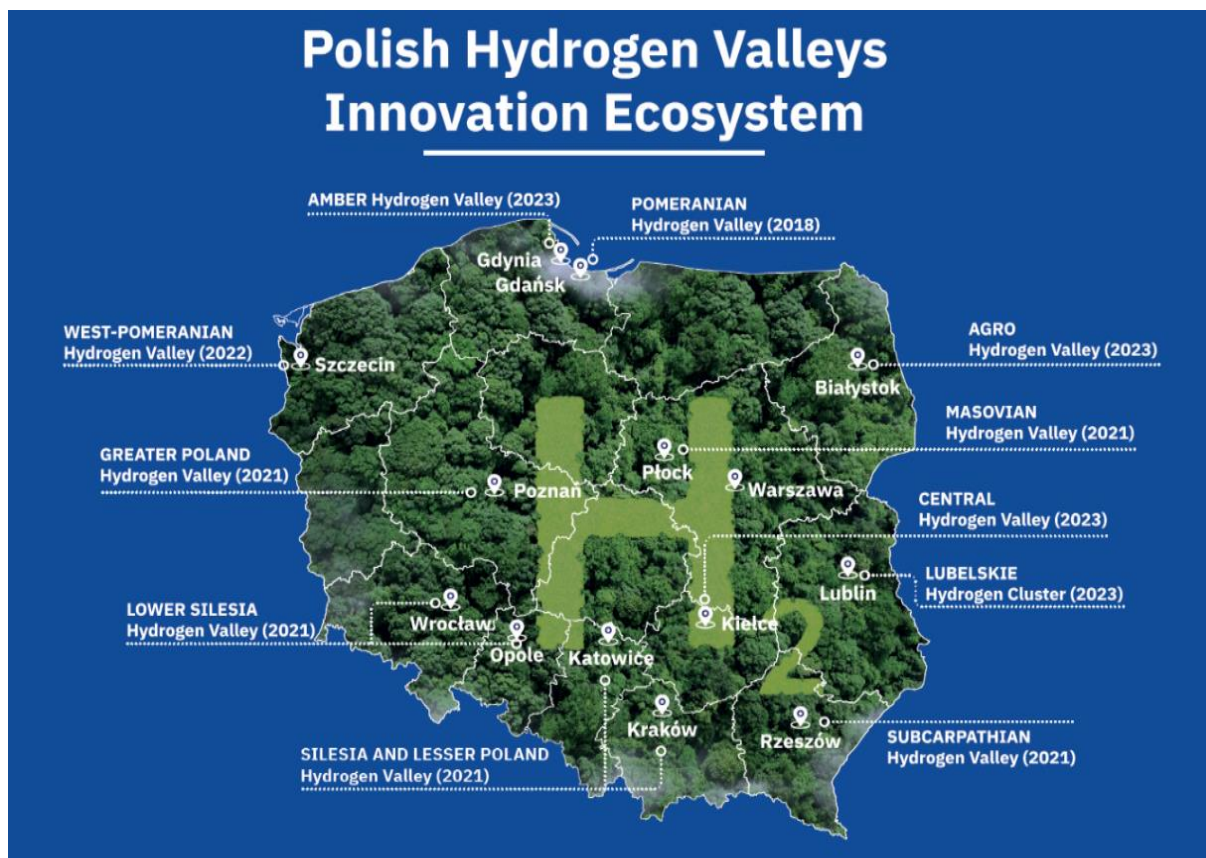 Polish Hydrogen Valleys
Innovation Ecosystem
AMBER Hydrogen Valley (2023)
POMERANIAN
Hydrogen Valley (2018)
Gdynia
Gdańsk
WEST-POMERANIAN
Hydrogen Valley (2022)
Szczecin
AGRO
Hydrogen Valley (2023)
Białystok
MASOVIAN
Hydrogen Valley (2021)
GREATER POLAND
Hydrogen Valley (2021)
Płock
Poznań
Warszawa
H2
CENTRAL
Hydrogen Valley (2023)
LUBELSKIE
Hydrogen Cluster (2023)
Lublin
LOWER SILESIA
Hydrogen Valley (2021)
Wrocław
Kielce
Opole
Katowice
Kraków
Rzeszów
SILESIA AND LESSER POLAND
Hydrogen Valley (2021)
SUBCARPATHIAN
Hydrogen Valley (2021)